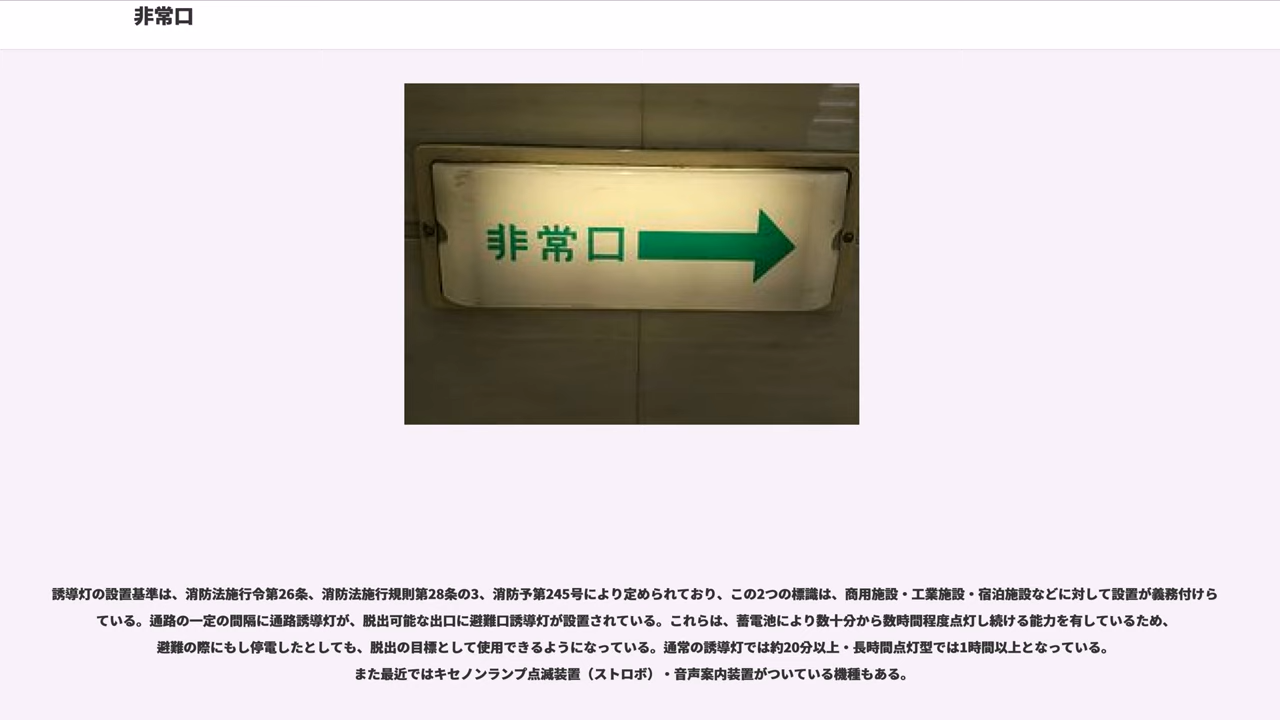 非常口
非常口
誘導灯の設置基準は、消防法施行令第26条、消防法施行規則第28条の3、消防予第245号により定められており、この2つの標識は、商用施設・工業施設・宿泊施設などに対して設置が義務付けら
ている。通路の一定の間隔に通路誘導灯が、脱出可能な出口に避難口誘導灯が設置されている。これらは、蓄電池により数十分から数時間程度点灯し続ける能力を有しているため、
避難の際にもし停電したとしても、脱出の目標として使用できるようになっている。通常の誘導灯では約20分以上・長時間点灯型では1時間以上となっている。
また最近ではキセノンランプ点滅装置（ストロボ）・音声案内装置がついている機種もある。